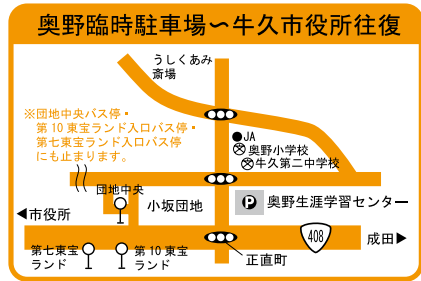 奥野臨時駐車場〜牛久市役所往復
うしくあみ
斎場
※団地中央バス停・
第10東宝ランド入口バス停・
第七東宝ランド入口バス停
にも止まります。
JA
奥野小学校
牛久第二中学校
団地中央
小坂団地
P
奥野生涯学習センター
◀市役所
408
成田▶
第七東宝
ランド
第10東宝
ランド
正直町